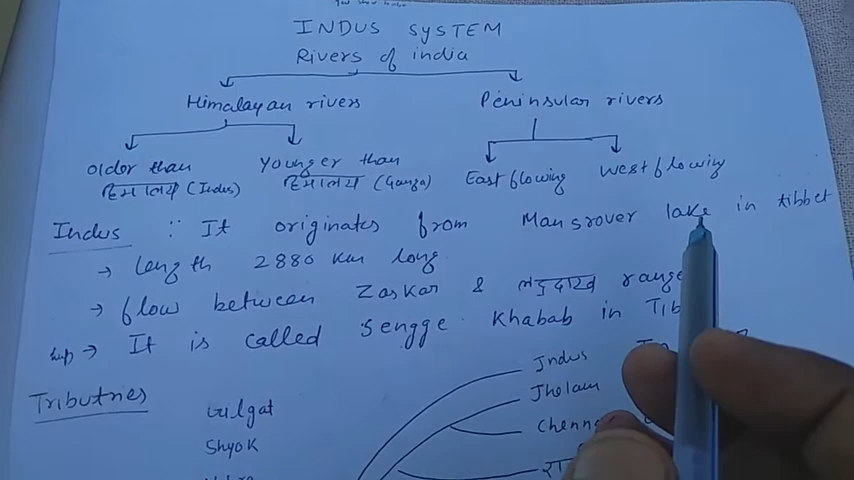 INDUS SYSTEM
Rivers of india
Himalayan rivers Peninsular rivers
older than Younger than East flowing West flowing
हिमालय (Indus) हिमालय (Ganga)
Indus : It originates from Mansrover lake in tibbet
→ length 2880 km long
→ flow between Zaskar & लद्दाख range
→ It is called Sengge Khabab in Tib
Tributries
Indus
Jhelam
Shyok